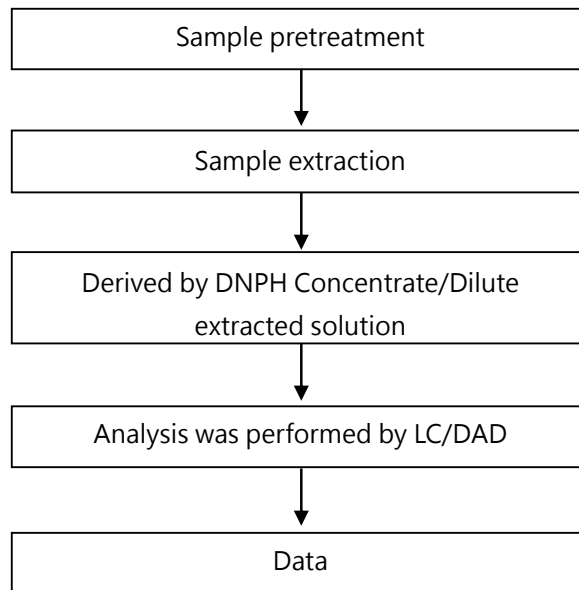 Sample pretreatment
Sample extraction
Derived by DNPH Concentrate/Dilute
extracted solution
Analysis was performed by LC/DAD
Data